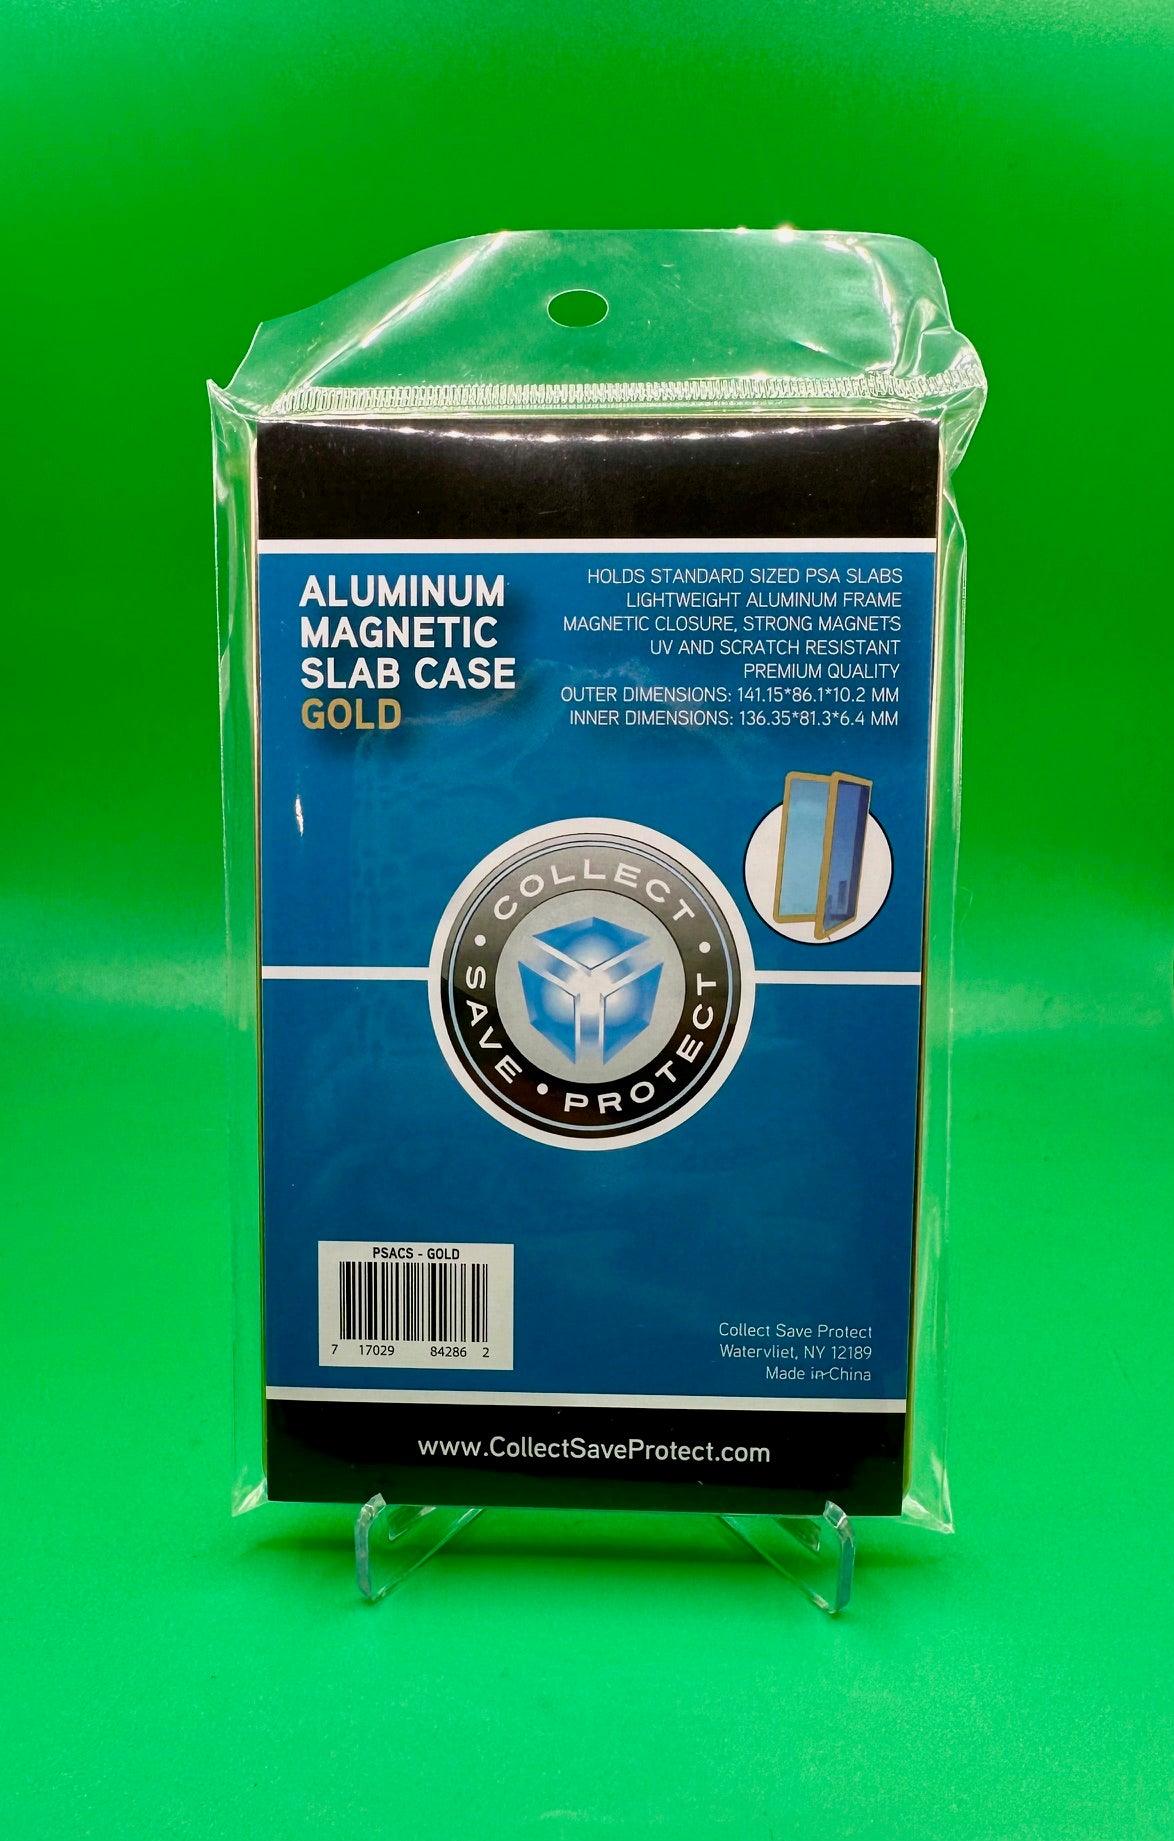 ALUMINUM
MAGNETIC
SLAB CASE
GOLD
HOLDS STANDARD SIZED PSA SLABS
LIGHTWEIGHT ALUMINUM FRAME
MAGNETIC CLOSURE, STRONG MAGNETS
UV AND SCRATCH RESISTANT
PREMIUM QUALITY
OUTER DIMENSIONS: 141.15*86.1*10.2 MM
INNER DIMENSIONS: 136.35*81.3*6.4 MM
COLLECT • SAVE • PROTECT •
PSACS - GOLD
7 17029 84286 2
Collect Save Protect
Watervliet, NY 12189
Made in China
www.CollectSaveProtect.com